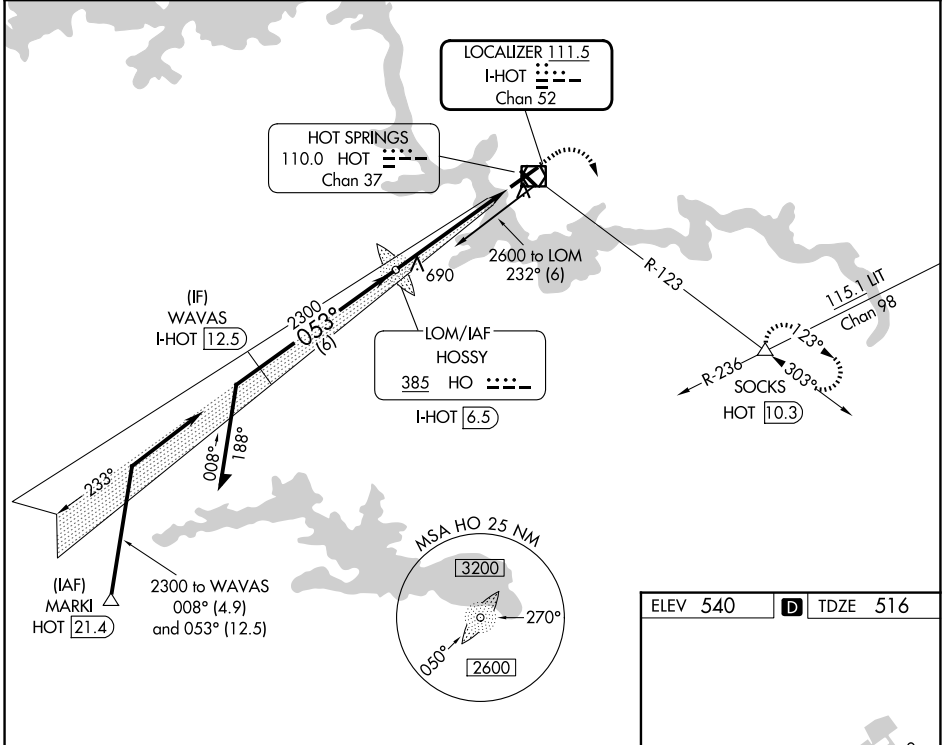 LOCALIZER 111.5
I-HOT
Chan 52
HOT SPRINGS
110.0 HOT
Chan 37
2600 to LOM
232° (6)
690
R-123
115.1 LIT
Chan 98
(IF)
WAVAS
I-HOT 12.5
2300
053°
(6)
LOM/IAF
HOSSY
385 HO
I-HOT 6.5
R-236
123°
303°
SOCKS
HOT 10.3
008°
188°
233°
(IAF)
MARKI
HOT 21.4
2300 to WAVAS
008° (4.9)
and 053° (12.5)
MSA HO 25 NM
3200
270°
050°
2600
ELEV 540
D
TDZE 516